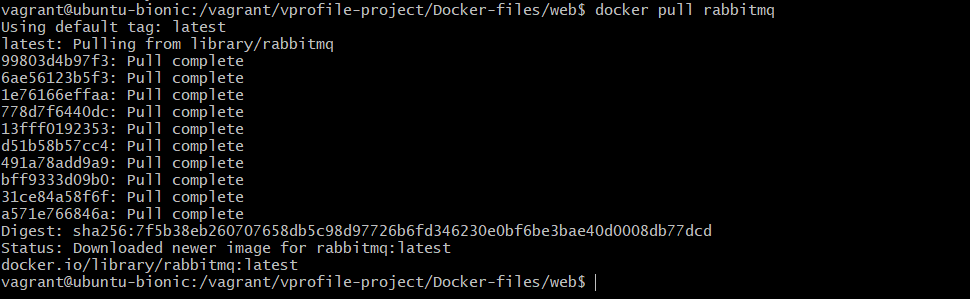 vagrant@ubuntu-bionic:/vagrant/vprofile-project/Docker-files/web$ docker pull rabbitmq
Using default tag: latest
latest: Pulling from library/rabbitmq
99803d4b97f3: Pull complete
6ae56123b5f3: Pull complete
1e76166effaa: Pull complete
778d7f6440dc: Pull complete
13fff0192353: Pull complete
d51b58b57cc4: Pull complete
491a78add9a9: Pull complete
bff9333d09b0: Pull complete
31ce84a58f6f: Pull complete
a571e766846a: Pull complete
Digest: sha256:7f5b38eb260707658db5c98d97726b6fd346230e0bf6be3bae40d0008db77dcd
Status: Downloaded newer image for rabbitmq:latest
docker.io/library/rabbitmq:latest
vagrant@ubuntu-bionic:/vagrant/vprofile-project/Docker-files/web$